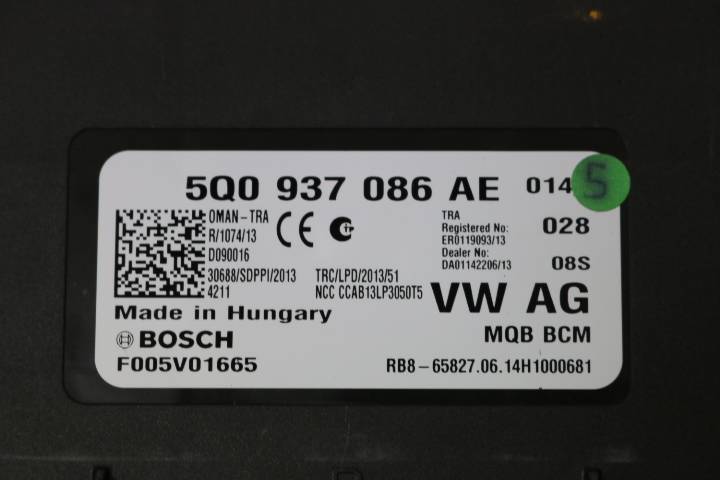 5Q0 937 086 AE 014 S
OMAN-TRA
R/1074/13
D090016
30688/SDPPI/2013
4211
CE
TRC/LPD/2013/51
NCC CCAB13LP3050T5
TRA
Registered No:
ER0119093/13
Dealer No:
DA01142206/13
028
08S
VW AG
Made in Hungary
BOSCH
MQB BCM
F005V01665
RB8-65827.06.14H1000681